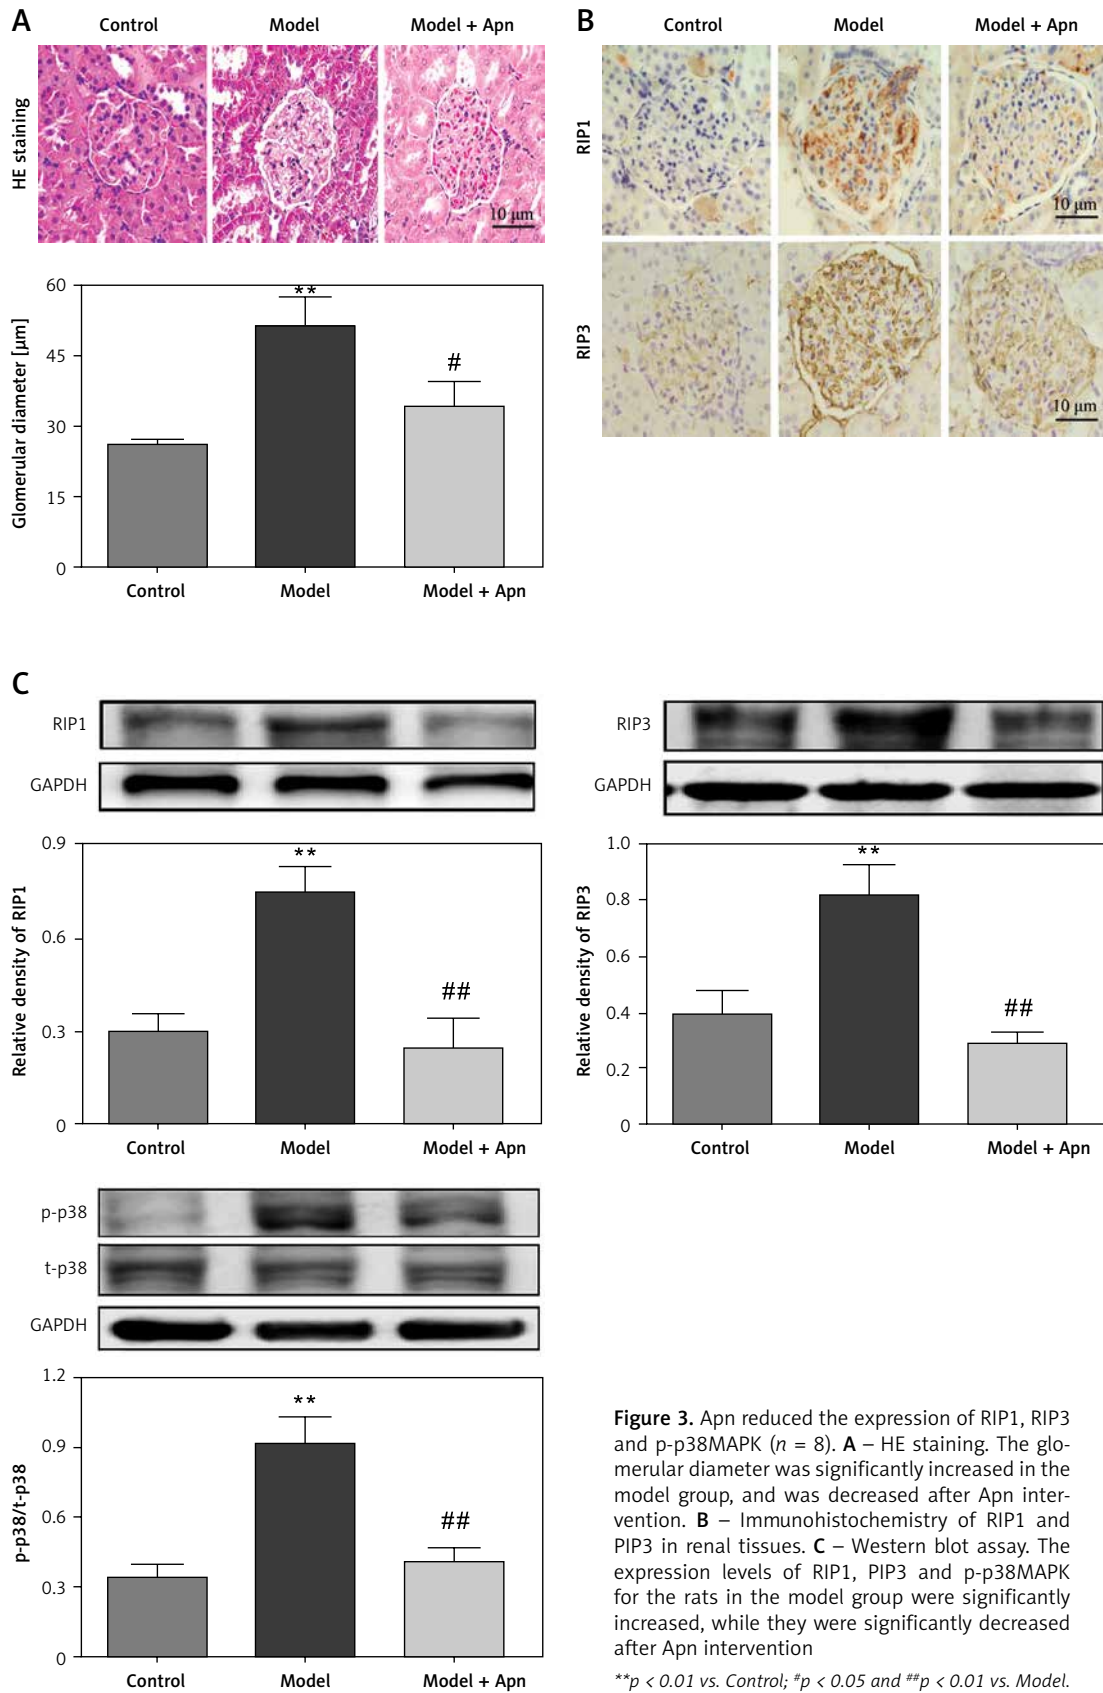 A
Control
Model
Model + Apn
HE staining
10 µm
60
45
30
15
0
Glomerular diameter [µm]
**
#
Control
Model
Model + Apn
B
Control
Model
Model + Apn
RIP1
10 µm
RIP3
10 µm
C
RIP1
GAPDH
0.9
0.6
0.3
0
Relative density of RIP1
**
##
Control
Model
Model + Apn
RIP3
GAPDH
1.0
0.8
0.6
0.4
0.2
0
Relative density of RIP3
**
##
Control
Model
Model + Apn
p-p38
t-p38
GAPDH
1.2
0.9
0.6
0.3
0
p-p38/t-p38
**
##
Control
Model
Model + Apn
Figure 3. Apn reduced the expression of RIP1, RIP3
and p-p38MAPK (n = 8). A – HE staining. The glo-
merular diameter was significantly increased in the
model group, and was decreased after Apn inter-
vention. B – Immunohistochemistry of RIP1 and
PIP3 in renal tissues. C – Western blot assay. The
expression levels of RIP1, PIP3 and p-p38MAPK
for the rats in the model group were significantly
increased, while they were significantly decreased
after Apn intervention
**p < 0.01 vs. Control; #p < 0.05 and ##p < 0.01 vs. Model.